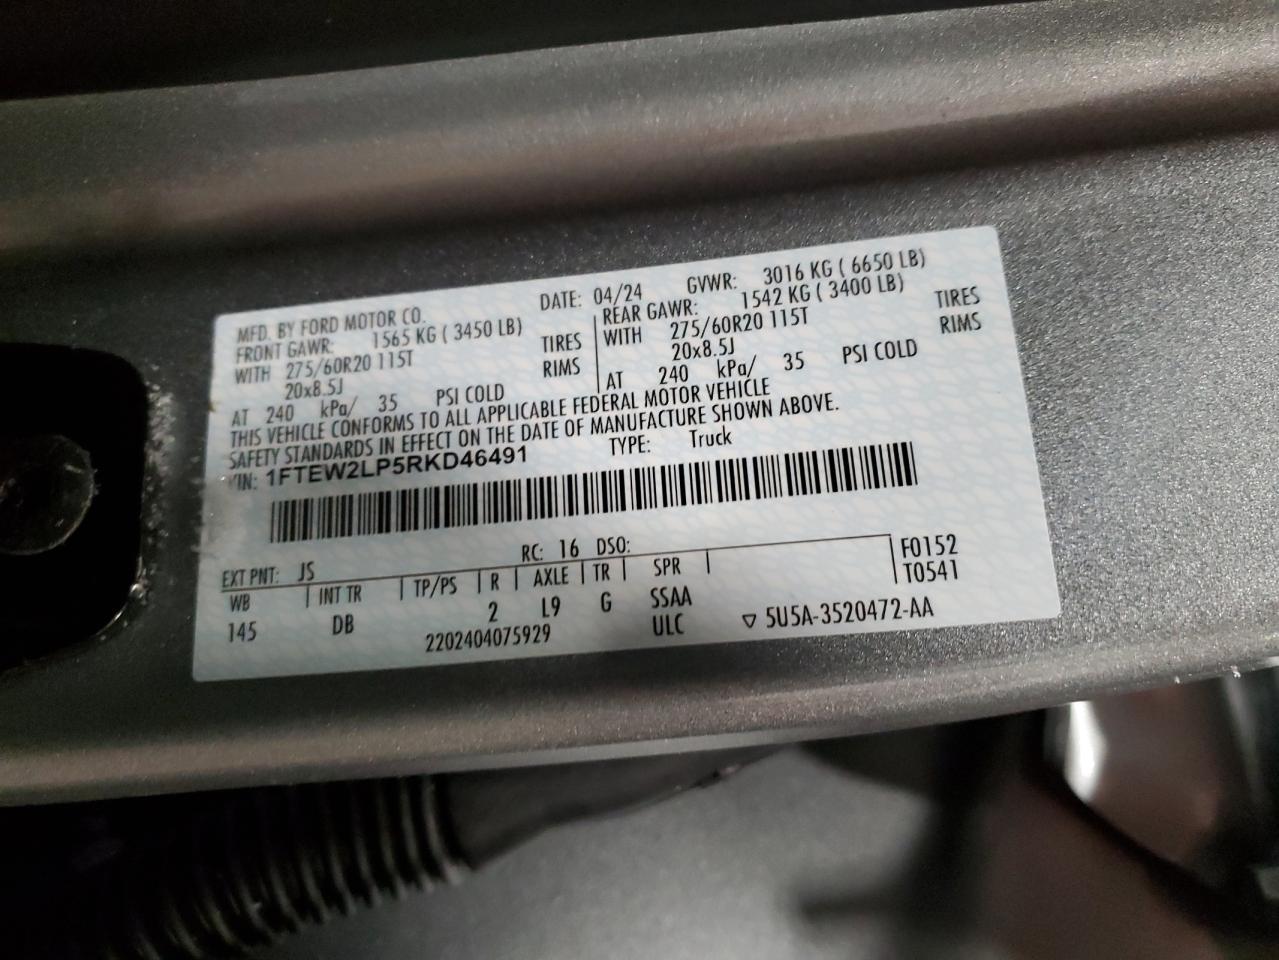 MFD. BY FORD MOTOR CO.
DATE: 04/24 GVWR: 3016 KG ( 6650 LB)
FRONT GAWR: 1565 KG ( 3450 LB)
WITH 275/60R20 115T TIRES
20x8.5J RIMS
AT 240 kPa/ 35 PSI COLD
REAR GAWR: 1542 KG ( 3400 LB)
WITH 275/60R20 115T TIRES
20x8.5J RIMS
AT 240 kPa/ 35 PSI COLD
THIS VEHICLE CONFORMS TO ALL APPLICABLE FEDERAL MOTOR VEHICLE
SAFETY STANDARDS IN EFFECT ON THE DATE OF MANUFACTURE SHOWN ABOVE.
VIN: 1FTEW2LP5RKD46491 TYPE: Truck
EXT PNT: JS RC: 16 DSO:
WB INT TR TP/PS R AXLE TR SPR F0152
T0541
145 DB 2 L9 G SSAA
2202404075929 ULC ▽ 5U5A-3520472-AA